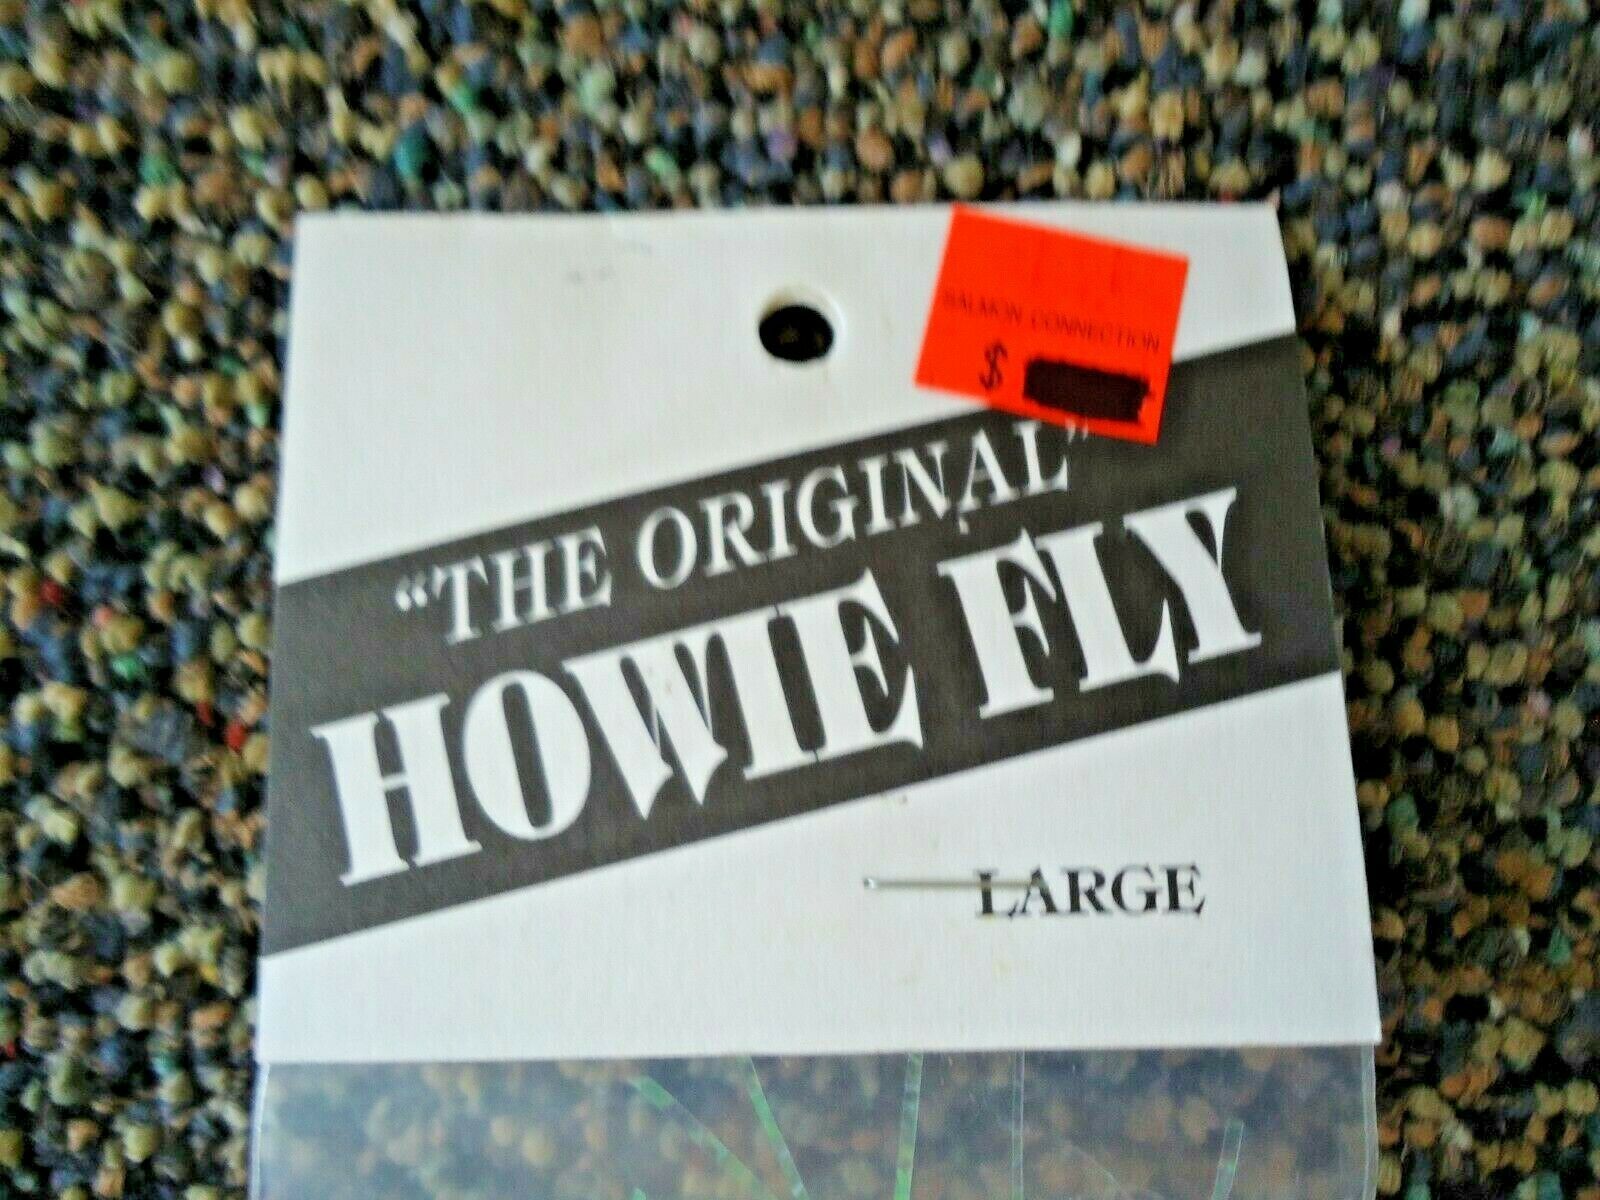 SALMON CONNECTION
$
"THE ORIGINAL"
HOWIE FLY
LARGE